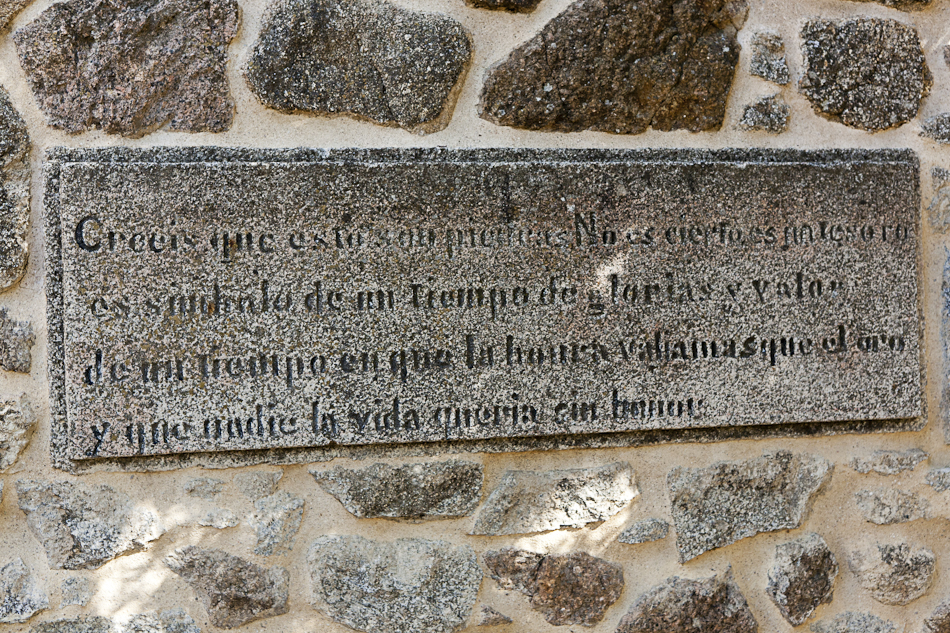 Creeis que esto son piedras No es cierto, es un tesoro
es simbolo de un tiempo de glorias y valor
de un tiempo en que la honra valia mas que el oro
y que nadie la vida queria sin honor